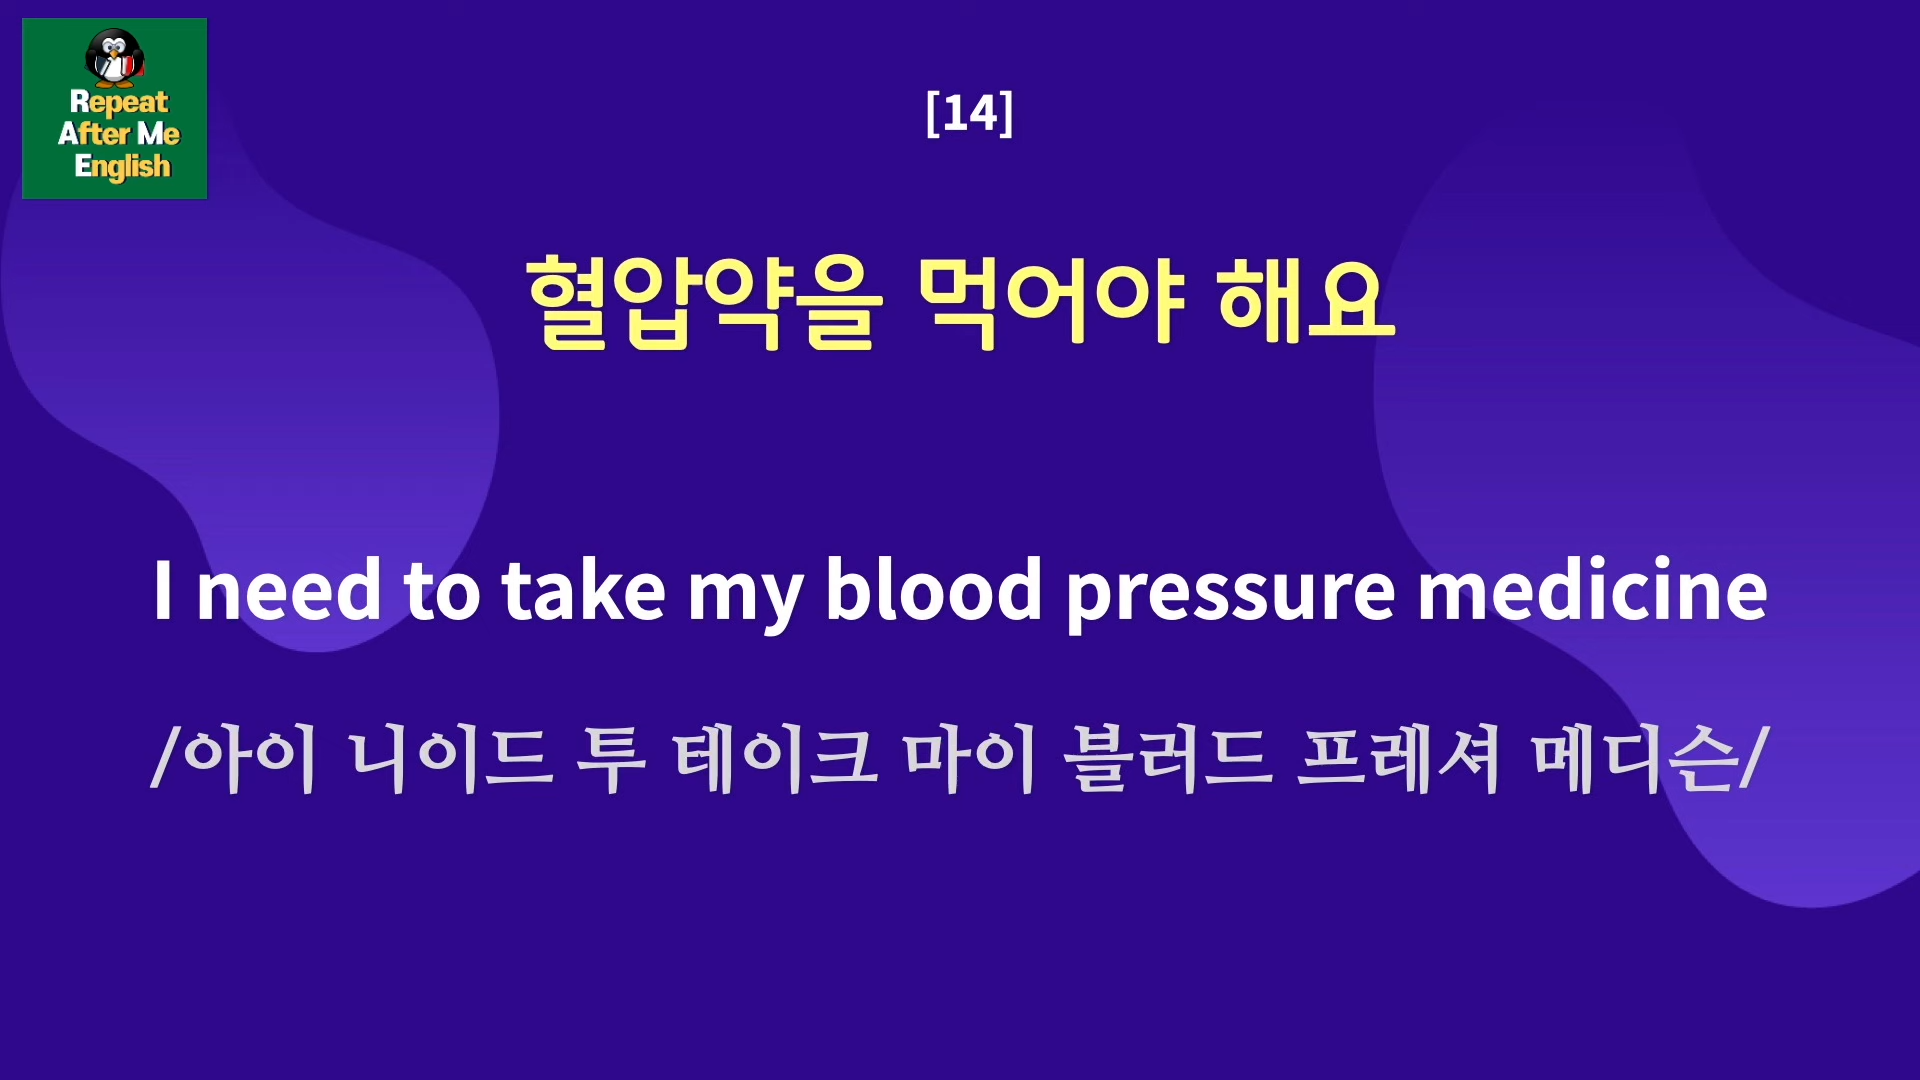 Repeat
After Me
English
[14]
혈압약을 먹어야 해요
I need to take my blood pressure medicine
/아이 니이드 투 테이크 마이 블러드 프레셔 메디슨/